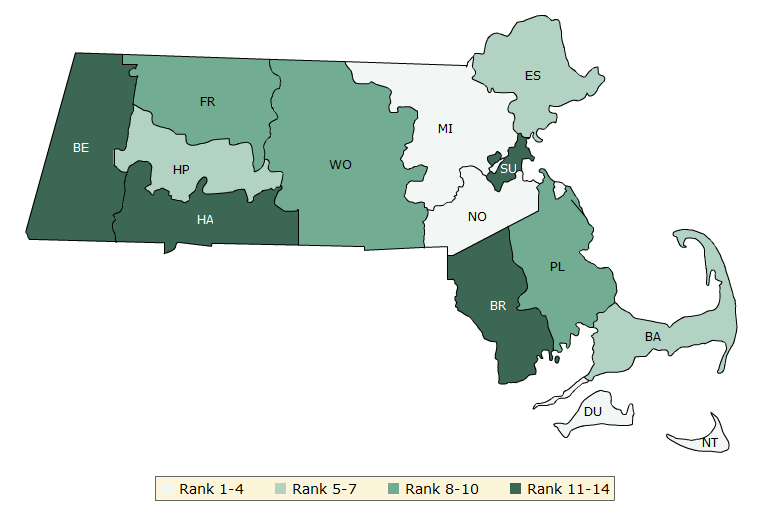 ES
FR
MI
BE
WO
HP
SU
HA
NO
PL
BR
BA
DU
NT
Rank 1-4 Rank 5-7 Rank 8-10 Rank 11-14